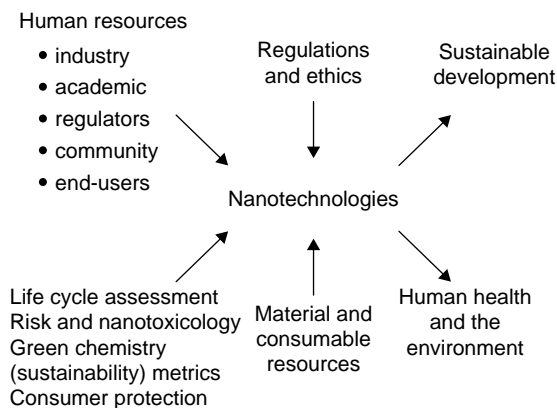 Human resources
• industry
• academic
• regulators
• community
• end-users
Regulations
and ethics
Sustainable
development
Nanotechnologies
Life cycle assessment
Risk and nanotoxicology
Green chemistry
(sustainability) metrics
Consumer protection
Material and
consumable
resources
Human health
and the
environment